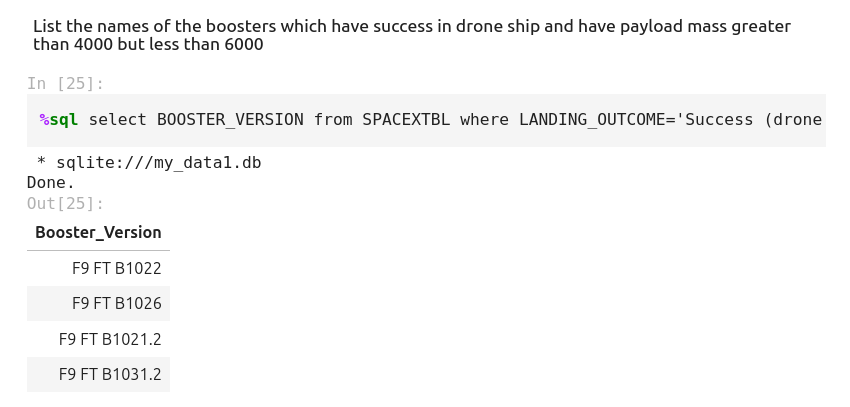 List the names of the boosters which have success in drone ship and have payload mass greater
than 4000 but less than 6000
In [25]:
%sql select BOOSTER_VERSION from SPACEXTBL where LANDING_OUTCOME='Success (drone
* sqlite:///my_data1.db
Done.
Out[25]:
Booster_Version
F9 FT B1022
F9 FT B1026
F9 FT B1021.2
F9 FT B1031.2